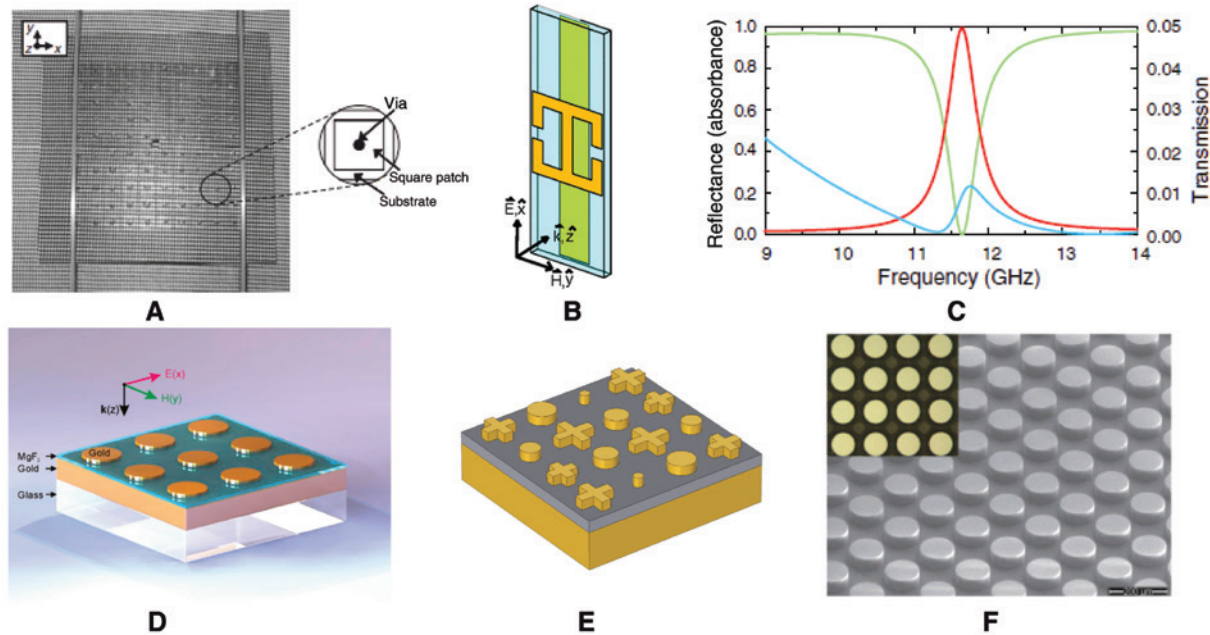 y
z
x
Via
Square patch
Substrate
A
E,x̂
k,ẑ
H,ŷ
B
Reflectance (absorbance)
1.0
0.8
0.6
0.4
0.2
0.0
9
10
11
12
13
14
Frequency (GHz)
0.05
0.04
0.03
0.02
0.01
0.00
Transmission
C
E(x)
H(y)
k(z)
MgF₂
Gold
Gold
Glass
D
E
F